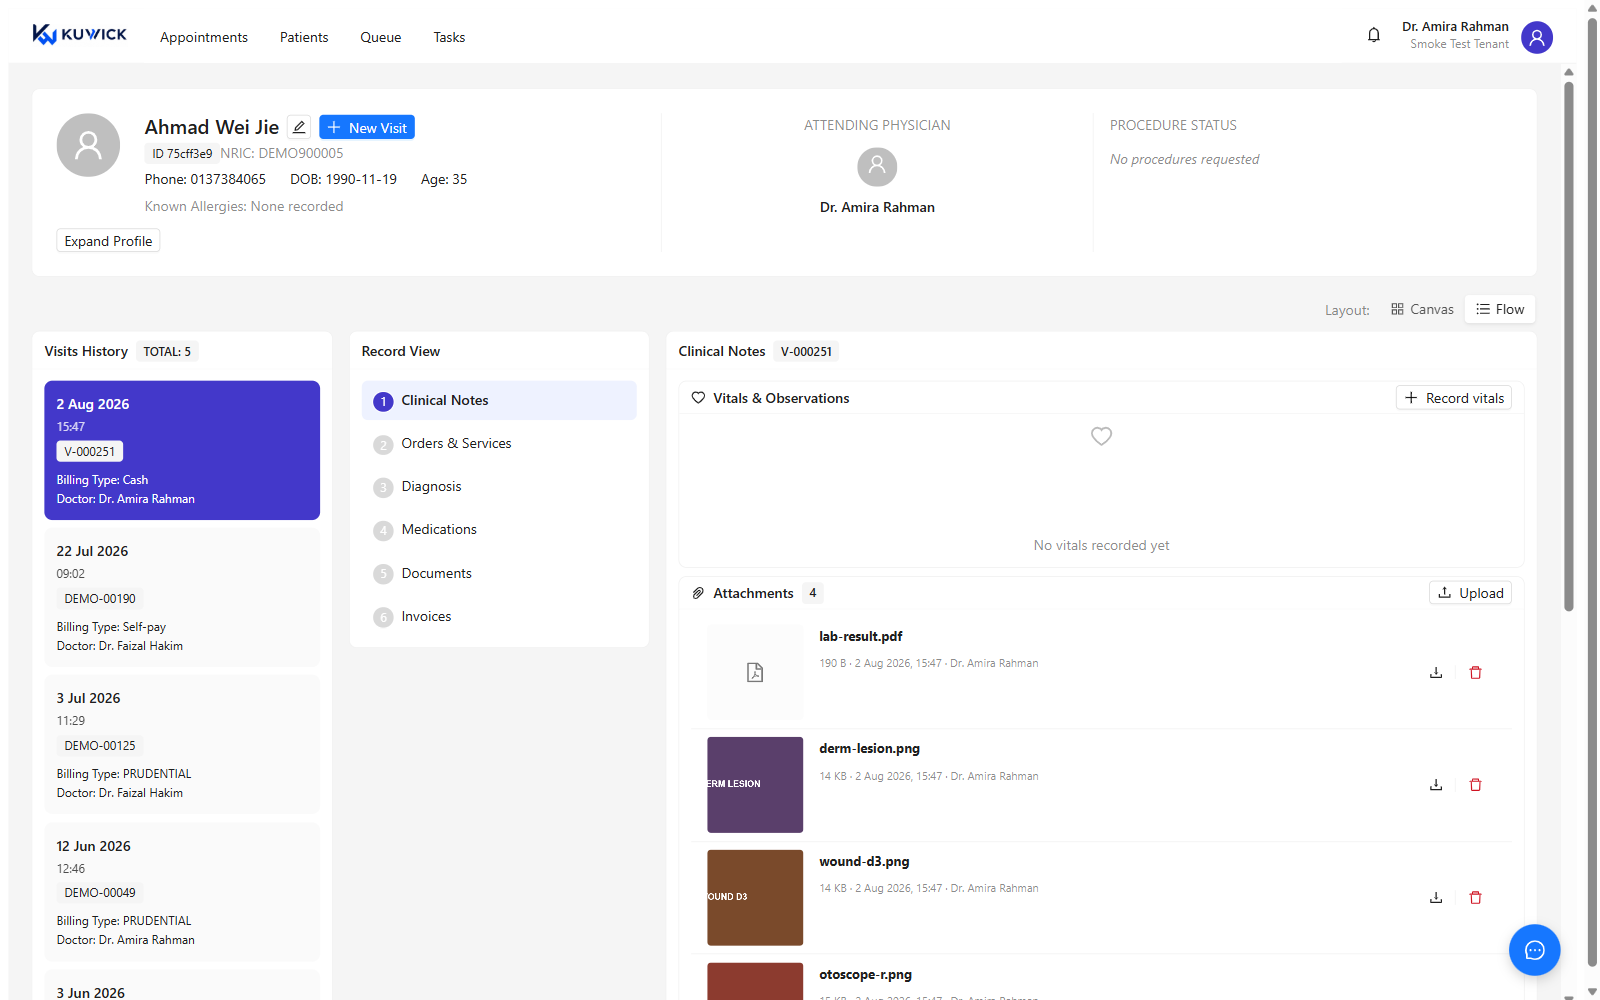 KUWICK
Appointments
Patients
Queue
Tasks
Dr. Amira Rahman
Smoke Test Tenant
Ahmad Wei Jie
New Visit
ID 75cff3e9
NRIC: DEMO900005
Phone: 0137384065
DOB: 1990-11-19
Age: 35
Known Allergies: None recorded
Expand Profile
ATTENDING PHYSICIAN
Dr. Amira Rahman
PROCEDURE STATUS
No procedures requested
Layout:
Canvas
Flow
Visits History
TOTAL: 5
2 Aug 2026
15:47
V-000251
Billing Type: Cash
Doctor: Dr. Amira Rahman
22 Jul 2026
09:02
DEMO-00190
Billing Type: Self-pay
Doctor: Dr. Faizal Hakim
3 Jul 2026
11:29
DEMO-00125
Billing Type: PRUDENTIAL
Doctor: Dr. Faizal Hakim
12 Jun 2026
12:46
DEMO-00049
Billing Type: PRUDENTIAL
Doctor: Dr. Amira Rahman
3 Jun 2026
Record View
1 Clinical Notes
2 Orders & Services
3 Diagnosis
4 Medications
5 Documents
6 Invoices
Clinical Notes
V-000251
Vitals & Observations
Record vitals
No vitals recorded yet
Attachments
4
Upload
lab-result.pdf
190 B · 2 Aug 2026, 15:47 · Dr. Amira Rahman
ERM LESION
derm-lesion.png
14 KB · 2 Aug 2026, 15:47 · Dr. Amira Rahman
OUND D3
wound-d3.png
14 KB · 2 Aug 2026, 15:47 · Dr. Amira Rahman
otoscope-r.png